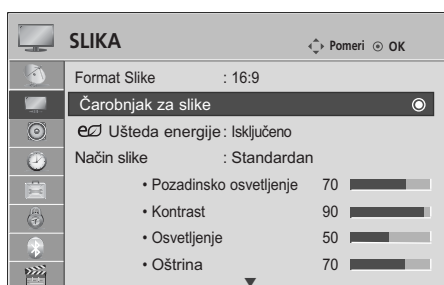 SLIKA
Pomeri OK
Format Slike : 16:9
Čarobnjak za slike
Ušteda energije : Isključeno
Način slike : Standardan
• Pozadinsko osvetljenje 70
• Kontrast 90
• Osvetljenje 50
• Oštrina 70